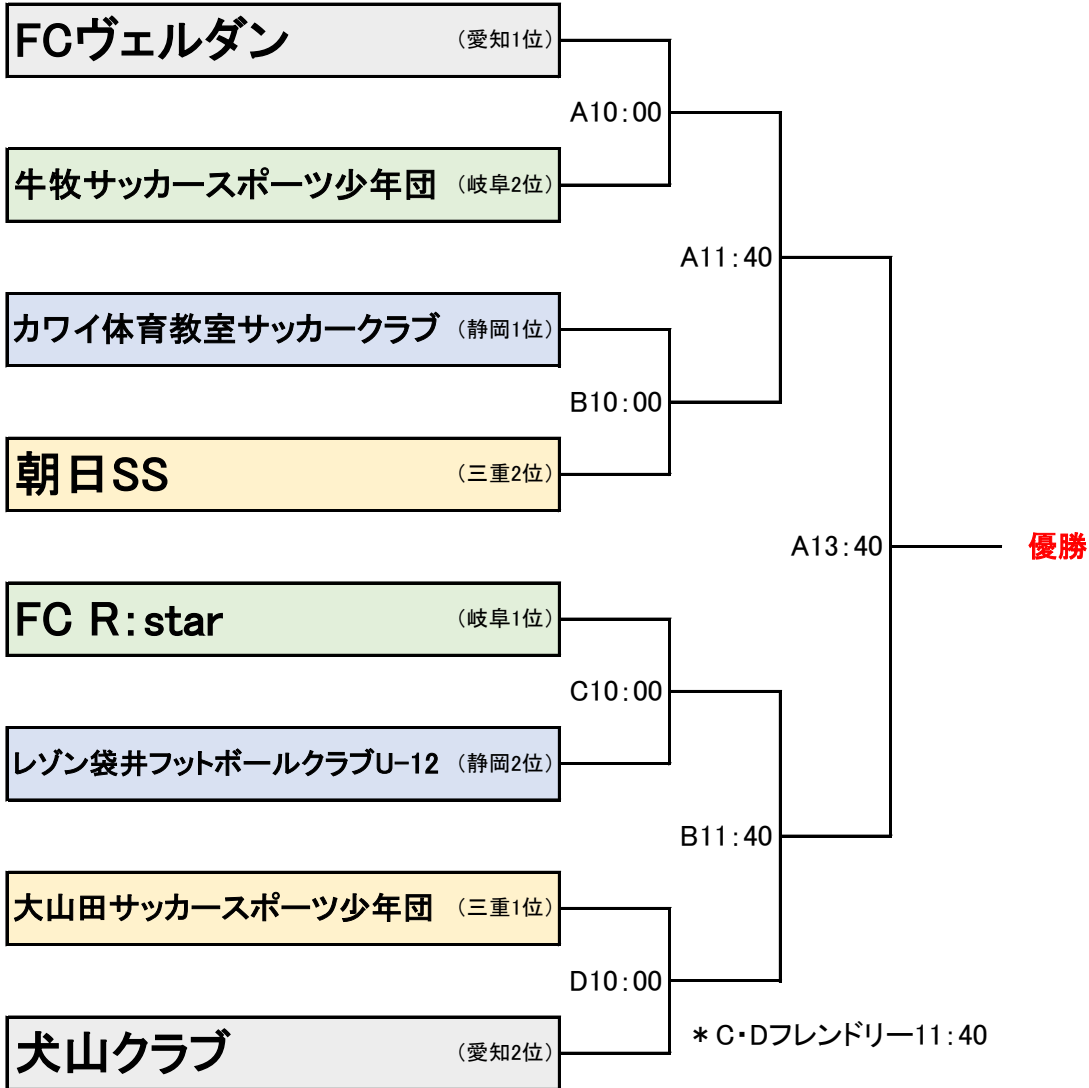 FCヴェルダン （愛知1位）
A10：00
牛牧サッカースポーツ少年団 （岐阜2位）
A11：40
カワイ体育教室サッカークラブ （静岡1位）
B10：00
朝日SS （三重2位）
A13：40 優勝
FC R：star （岐阜1位）
C10：00
レゾン袋井フットボールクラブU-12 （静岡2位）
B11：40
大山田サッカースポーツ少年団 （三重1位）
D10：00
＊C・Dフレンドリー11：40
犬山クラブ （愛知2位）